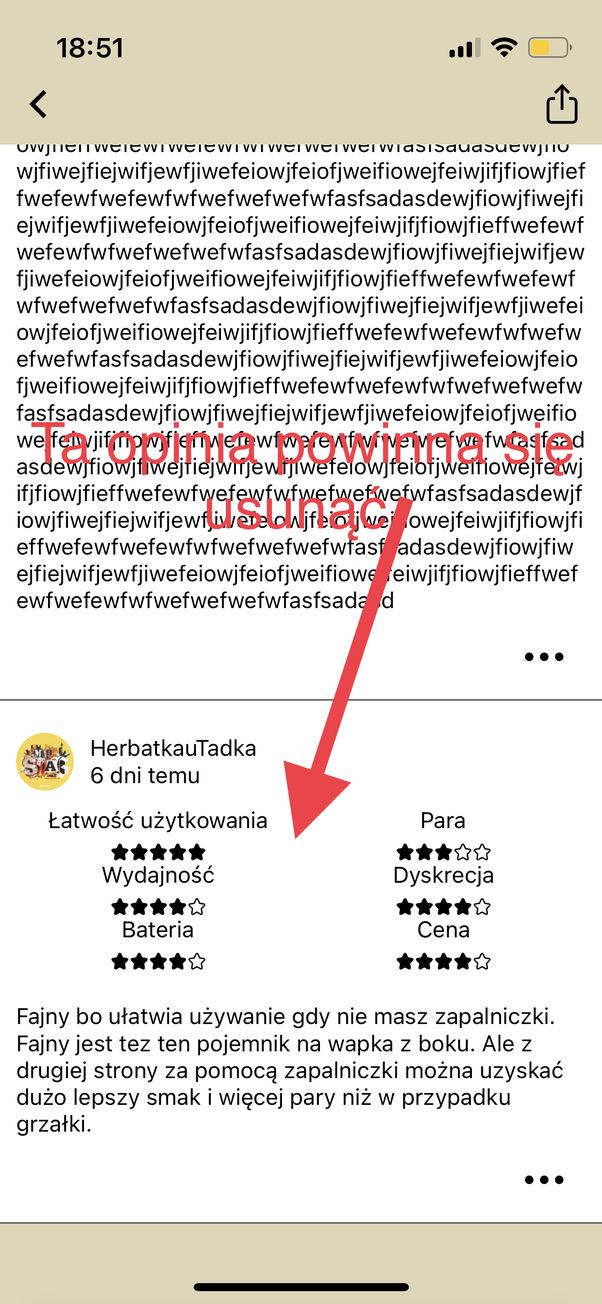 18:51
wjfiwejfiejwifjewfjiwefeiowjfeiofjweifiowejfeiwjifjfiowjfief
fwefewfwefewfwfwefwefwefwfasfsadasdewjfiowjfiwejfi
ejwifjewfjiwefeiowjfeiofjweifiowejfeiwjifjfiowjfieffwefewf
wefewfwfwefwefwefwfasfsadasdewjfiowjfiwejfiejwifjew
fjiwefeiowjfeiofjweifiowejfeiwjifjfiowjfieffwefewfwefewf
wfwefwefwefwfasfsadasdewjfiowjfiwejfiejwifjewfjiwefei
owjfeiofjweifiowejfeiwjifjfiowjfieffwefewfwefewfwfwefw
efwefwfasfsadasdewjfiowjfiwejfiejwifjewfjiwefeiowjfeio
fjweifiowejfeiwjifjfiowjfieffwefewfwefewfwfwefwefwefw
fasfsadasdewjfiowjfiwejfiejwifjewfjiwefeiowjfeiofjweifio
Ta opinia powinna się
usunąć
ifjfiowjfieffwefewfwefewfwfwefwefwefwfasfsadasdewjf
ejfiejwifjewfjiwefeiowjfeiofjweifiowejfeiwjifjfiowjfieffwef
ewfwefewfwfwefwefwefwfasfsadasd
HerbatkauTadka
6 dni temu
Łatwość użytkowania Para
Wydajność Dyskrecja
Bateria Cena
Fajny bo ułatwia używanie gdy nie masz zapalniczki.
Fajny jest tez ten pojemnik na wapka z boku. Ale z
drugiej strony za pomocą zapalniczki można uzyskać
dużo lepszy smak i więcej pary niż w przypadku
grzałki.